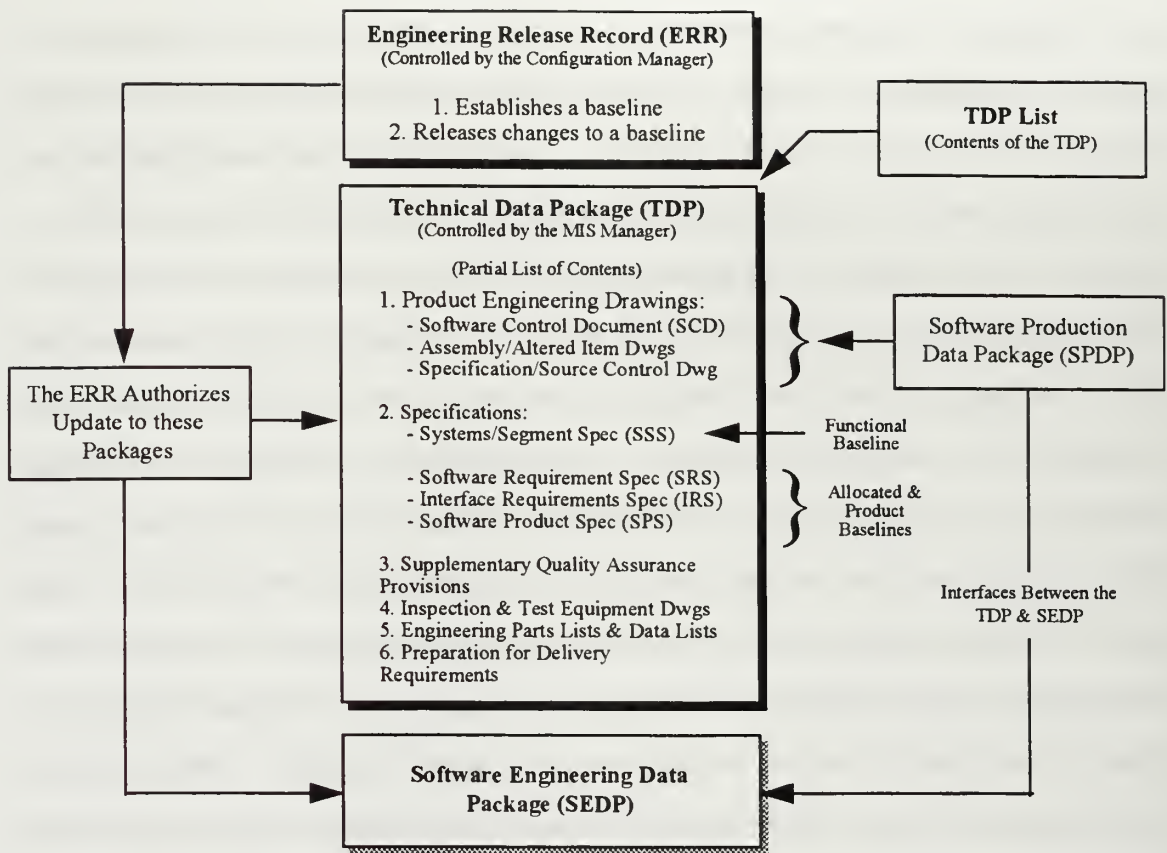 Engineering Release Record (ERR)
(Controlled by the Configuration Manager)
1. Establishes a baseline
2. Releases changes to a baseline
TDP List
(Contents of the TDP)
Technical Data Package (TDP)
(Controlled by the MIS Manager)
(Partial List of Contents)
1. Product Engineering Drawings:
- Software Control Document (SCD)
- Assembly/Altered Item Dwgs
- Specification/Source Control Dwg
Software Production
Data Package (SPDP)
The ERR Authorizes
Update to these
Packages
2. Specifications:
- Systems/Segment Spec (SSS)
Functional
Baseline
- Software Requirement Spec (SRS)
- Interface Requirements Spec (IRS)
- Software Product Spec (SPS)
Allocated &
Product
Baselines
3. Supplementary Quality Assurance
Provisions
4. Inspection & Test Equipment Dwgs
5. Engineering Parts Lists & Data Lists
6. Preparation for Delivery
Requirements
Interfaces Between the
TDP & SEDP
Software Engineering Data
Package (SEDP)